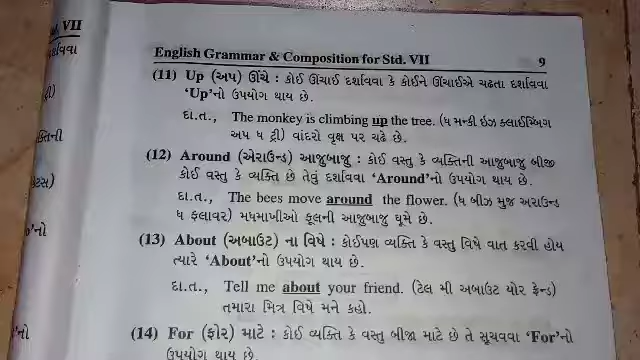 ડ. VII
English Grammar & Composition for Std. VII 9
(11) Up (અપ) ઊંચે : કોઈ ઊંચાઈ દર્શાવવા કે કોઈને ઊંચાઈએ ચઢતા દર્શાવવા
'Up'નો ઉપયોગ થાય છે.
દા.ત., The monkey is climbing up the tree. (ધ મન્કી ઇઝ ક્લાઈમ્બિંગ
અપ ધ ટ્રી) વાંદરો વૃક્ષ પર ચઢે છે.
(12) Around (એરાઉન્ડ) આજુબાજુ : કોઈ વસ્તુ કે વ્યક્તિની આજુબાજુ બીજી
કોઈ વસ્તુ કે વ્યક્તિ છે તેવું દર્શાવવા 'Around'નો ઉપયોગ થાય છે.
દા.ત., The bees move around the flower. (ધ બીઝ મુજ અરાઉન્ડ
ધ ફ્લાવર) મધમાખીઓ ફૂલની આજુબાજુ ઘૂમે છે.
(13) About (અબાઉટ) ના વિષે : કોઈપણ વ્યક્તિ કે વસ્તુ વિષે વાત કરવી હોય
ત્યારે 'About'નો ઉપયોગ થાય છે.
દા.ત., Tell me about your friend. (ટેલ મી અબાઉટ યોર ફ્રેન્ડ)
તમારા મિત્ર વિષે મને કહો.
(14) For (ફોર) માટે : કોઈ વ્યક્તિ કે વસ્તુ બીજા માટે છે તે સૂચવવા 'For'નો
ઉપયોગ થાય છે.